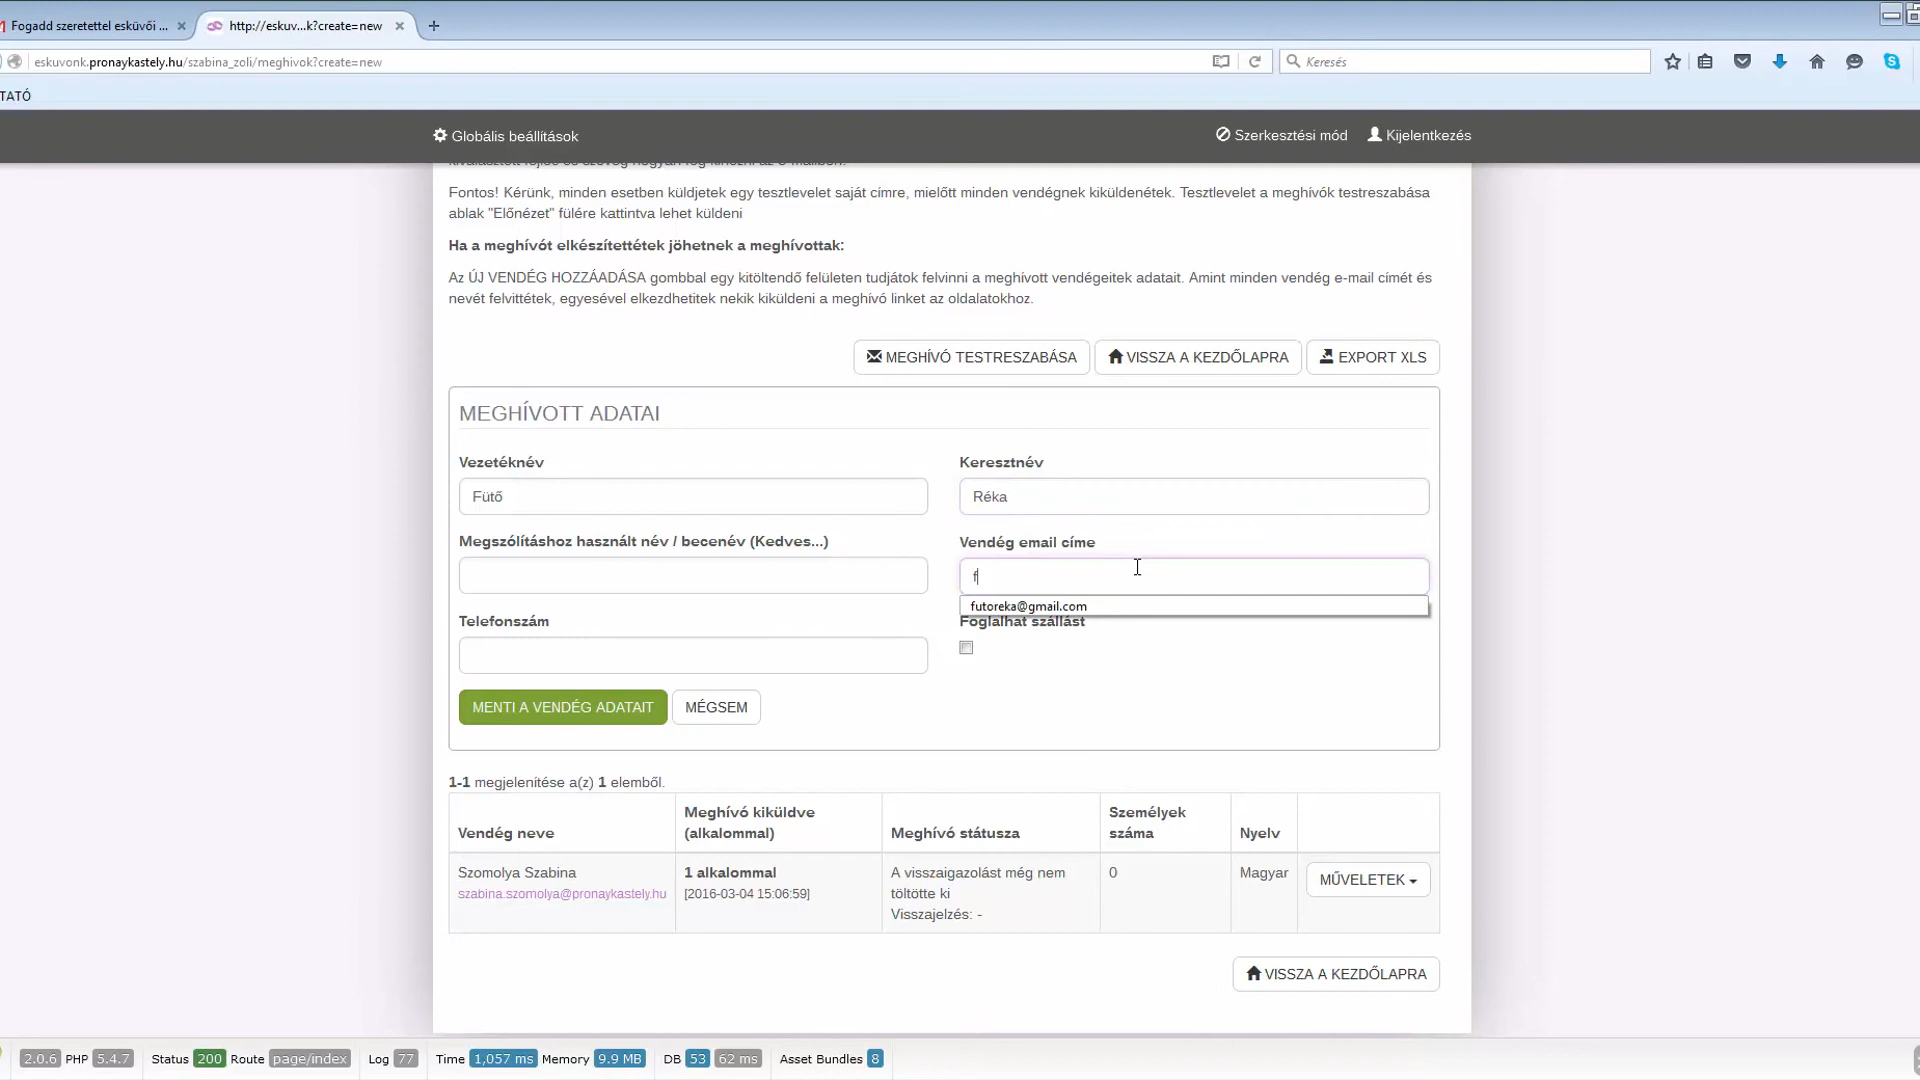 Fogadd szeretettel esküvői ...
http://eskuv...k?create=new
eskuvonk.pronaykastely.hu/szabina_zoli/meghivok?create=new
Keresés
TATÓ
Globális beállítások
Szerkesztési mód
Kijelentkezés
Fontos! Kérünk, minden esetben küldjetek egy tesztlevelet saját címre, mielőtt minden vendégnek kiküldenétek. Tesztlevelet a meghívók testreszabása
ablak "Előnézet" fülére kattintva lehet küldeni
Ha a meghívót elkészítettétek jöhetnek a meghívottak:
Az ÚJ VENDÉG HOZZÁADÁSA gombbal egy kitöltendő felületen tudjátok felvinni a meghívott vendégeitek adatait. Amint minden vendég e-mail címét és
nevét felvittétek, egyesével elkezdhetitek nekik kiküldeni a meghívó linket az oldalatokhoz.
MEGHÍVÓ TESTRESZABÁSA
VISSZA A KEZDŐLAPRA
EXPORT XLS
MEGHÍVOTT ADATAI
Vezetéknév
Keresztnév
Fütő
Réka
Megszólításhoz használt név / becenév (Kedves...)
Vendég email címe
f
futoreka@gmail.com
Telefonszám
Foglalhat szállást
MENTI A VENDÉG ADATAIT
MÉGSEM
1-1 megjelenítése a(z) 1 elemből.
Vendég neve
Meghívó kiküldve
(alkalommal)
Meghívó státusza
Személyek
száma
Nyelv
Szomolya Szabina
szabina.szomolya@pronaykastely.hu
1 alkalommal
[2016-03-04 15:06:59]
A visszaigazolást még nem
töltötte ki
Visszajelzés: -
0
Magyar
MŰVELETEK
VISSZA A KEZDŐLAPRA
2.0.6 PHP 5.4.7 Status 200 Route page/index Log 77 Time 1,057 ms Memory 9.9 MB DB 53 62 ms Asset Bundles 8